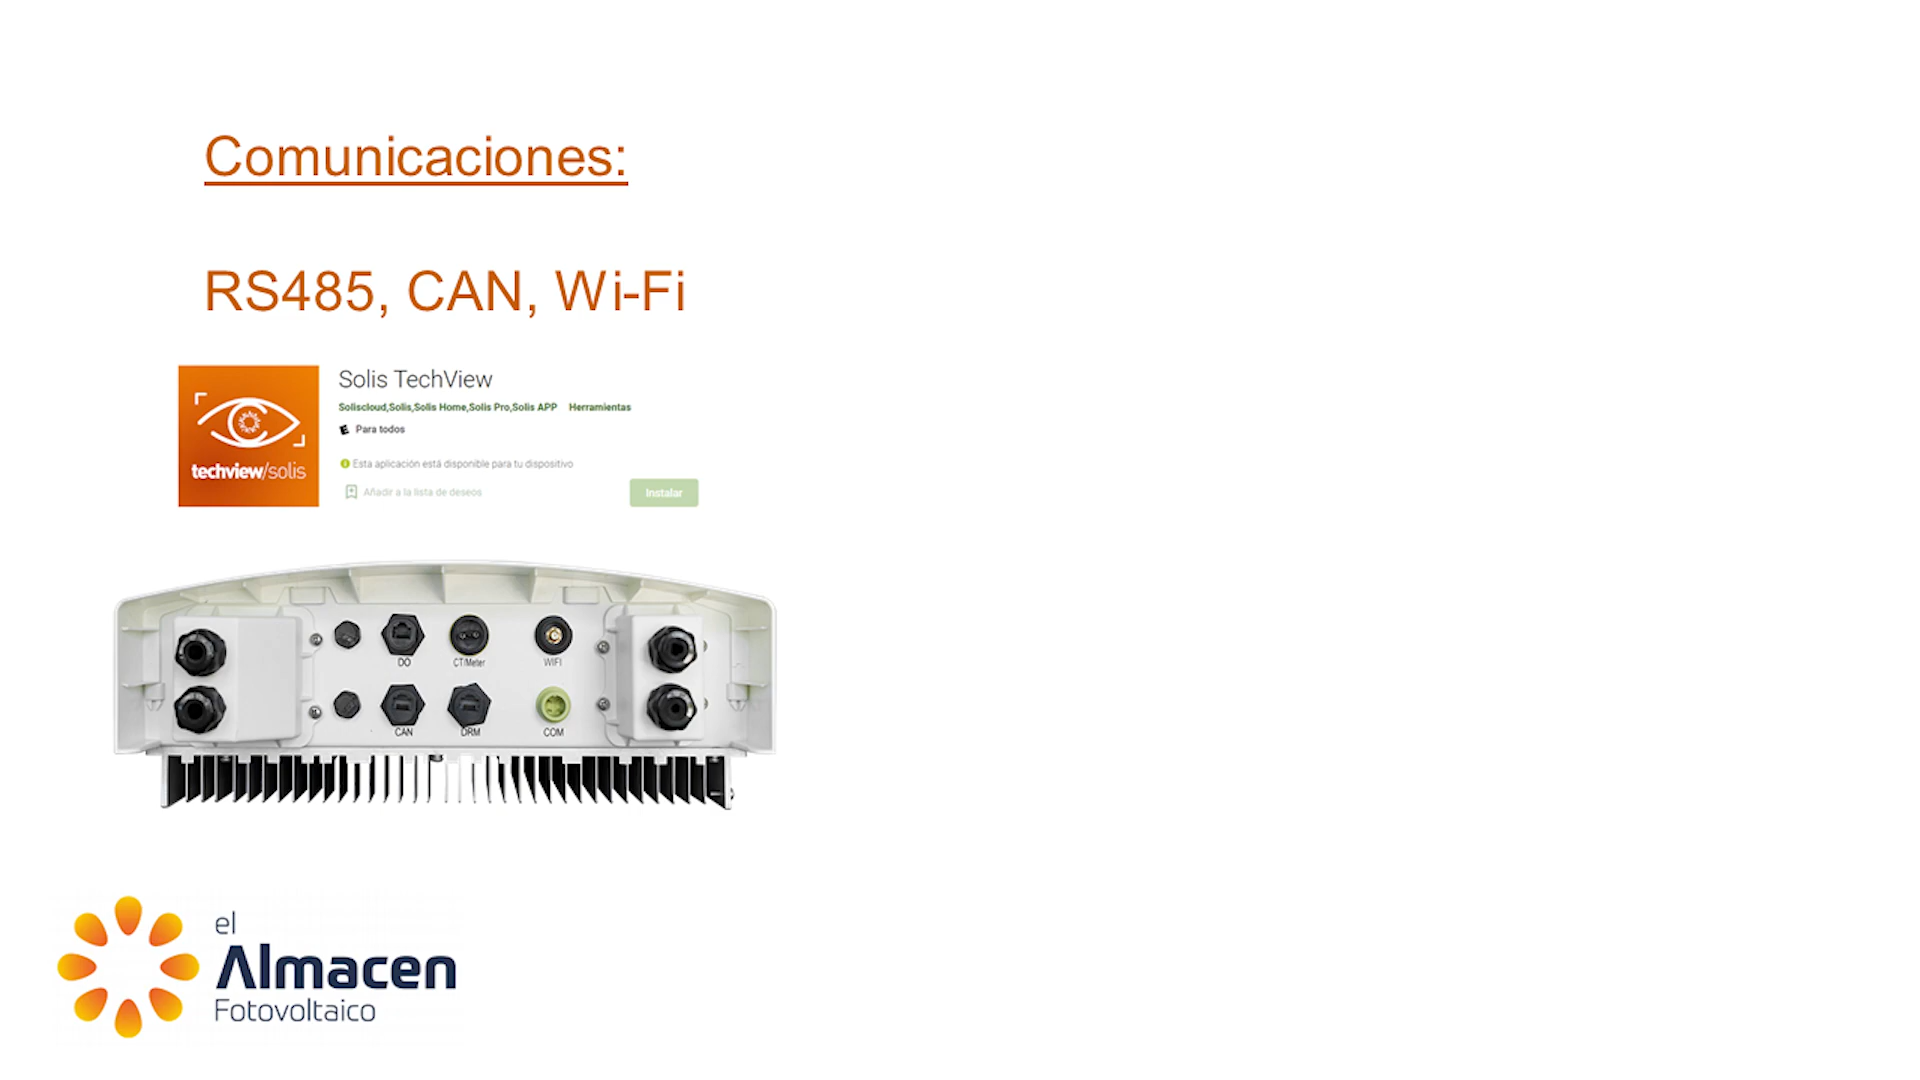 Comunicaciones:
RS485, CAN, Wi-Fi
Solis TechView
Soliscloud,Solis,Solis Home,Solis Pro,Solis APP Herramientas
E Para todos
Esta aplicación está disponible para tu dispositivo
Añadir a la lista de deseos
Instalar
techview/solis
DO CT/Meter WIFI
CAN DRM COM
el
Almacen
Fotovoltaico